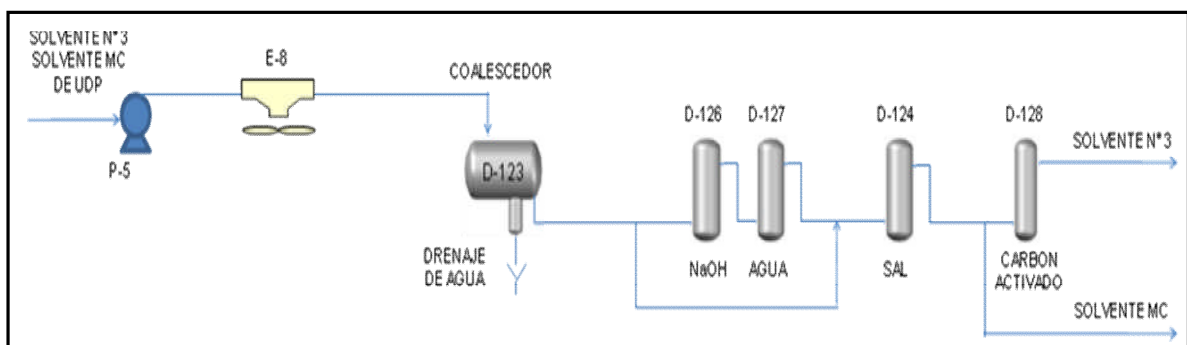 SOLVENTE N° 3
SOLVENTE MC
DE UDP
P-5
E-8
COALESCEDOR
D-123
DRENAJE
DE AGUA
D-126
D-127
D-124
D-128
NaOH
AGUA
SAL
CARBON
ACTIVADO
SOLVENTE N° 3
SOLVENTE MC